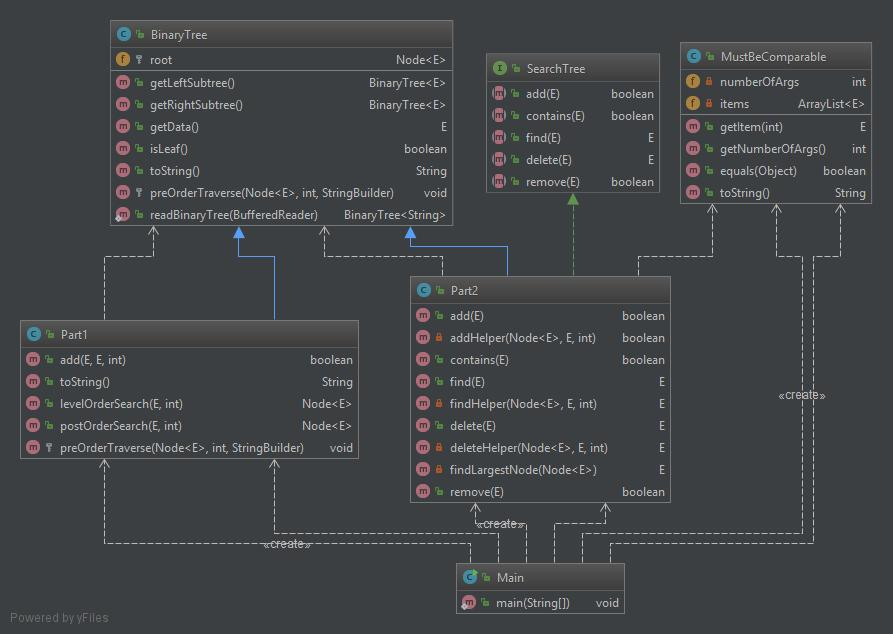 BinaryTree
root Node<E>
getLeftSubtree() BinaryTree<E>
getRightSubtree() BinaryTree<E>
getData() E
isLeaf() boolean
toString() String
preOrderTraverse(Node<E>, int, StringBuilder) void
readBinaryTree(BufferedReader) BinaryTree<String>
SearchTree
add(E) boolean
contains(E) boolean
find(E) E
delete(E) E
remove(E) boolean
MustBeComparable
numberOfArgs int
items ArrayList<E>
getItem(int) E
getNumberOfArgs() int
equals(Object) boolean
toString() String
Part1
add(E, E, int) boolean
toString() String
levelOrderSearch(E, int) Node<E>
postOrderSearch(E, int) Node<E>
preOrderTraverse(Node<E>, int, StringBuilder) void
Part2
add(E) boolean
addHelper(Node<E>, E, int) boolean
contains(E) boolean
find(E) E
findHelper(Node<E>, E, int) E
delete(E) E
deleteHelper(Node<E>, E, int) E
findLargestNode(Node<E>) E
remove(E) boolean
«create»
«create»
«create»
Main
main(String[]) void
Powered by yFiles